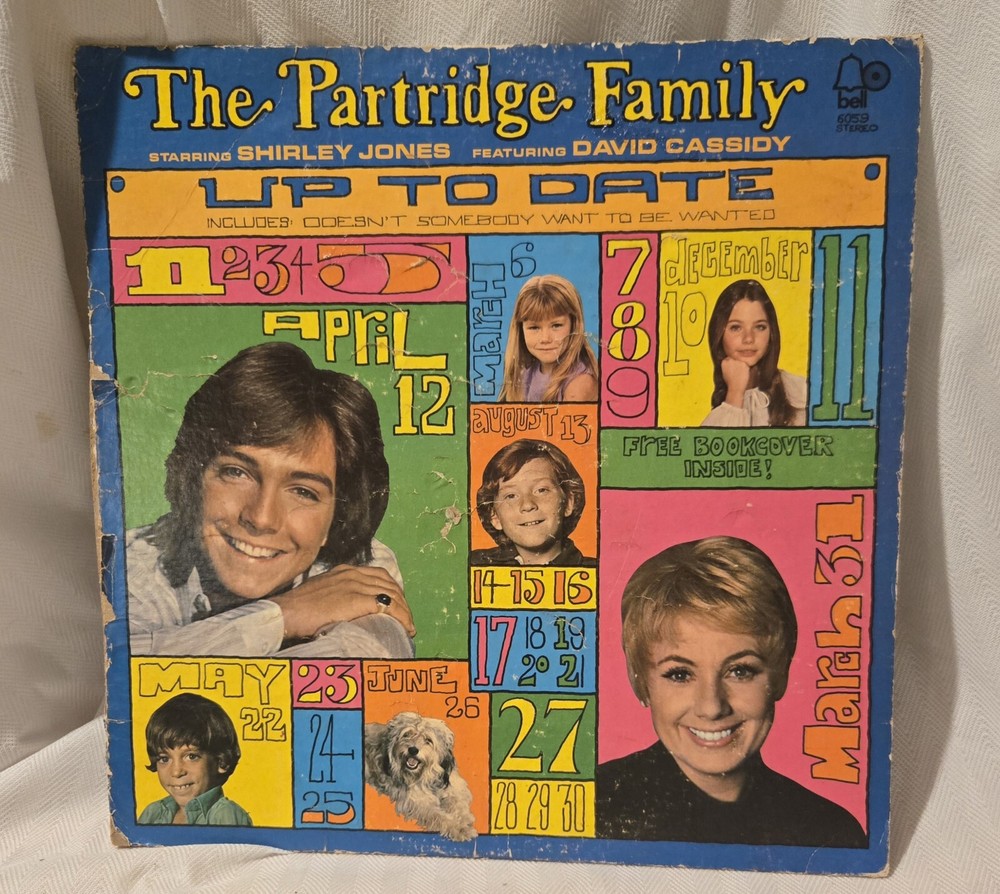 The Partridge Family
bell
6059
STEREO
STARRING SHIRLEY JONES FEATURING DAVID CASSIDY
UP TO DATE
INCLUDES: DOESN'T SOMEBODY WANT TO BE WANTED
1 2 3 4 5
MARCH 6
7
8
9
december
10
11
APRIL
12
AUGUST 13
FREE BOOKCOVER
INSIDE!
14 15 16
17 18 19
20 21
March 31
MAY
22
23
24
25
JUNE
26
27
28 29 30